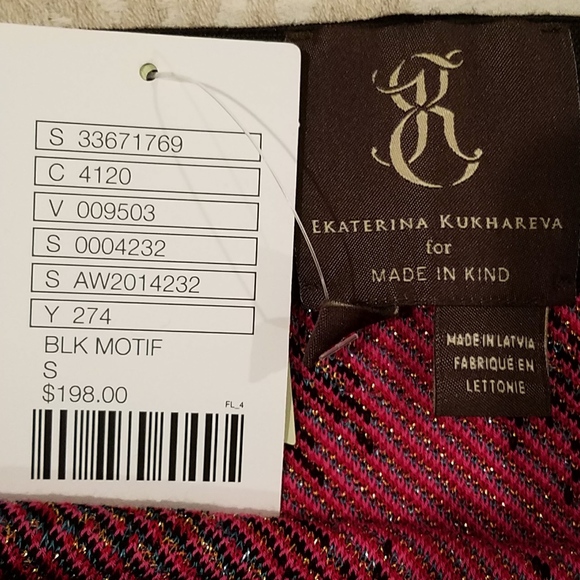 S 33671769
C 4120
V 009503
S 0004232
S AW2014232
Y 274
BLK MOTIF
S
$198.00
FL_4
EKATERINA KUKHAREVA
for
MADE IN KIND
MADE IN LATVIA
FABRIQUÉ EN
LETTONIE